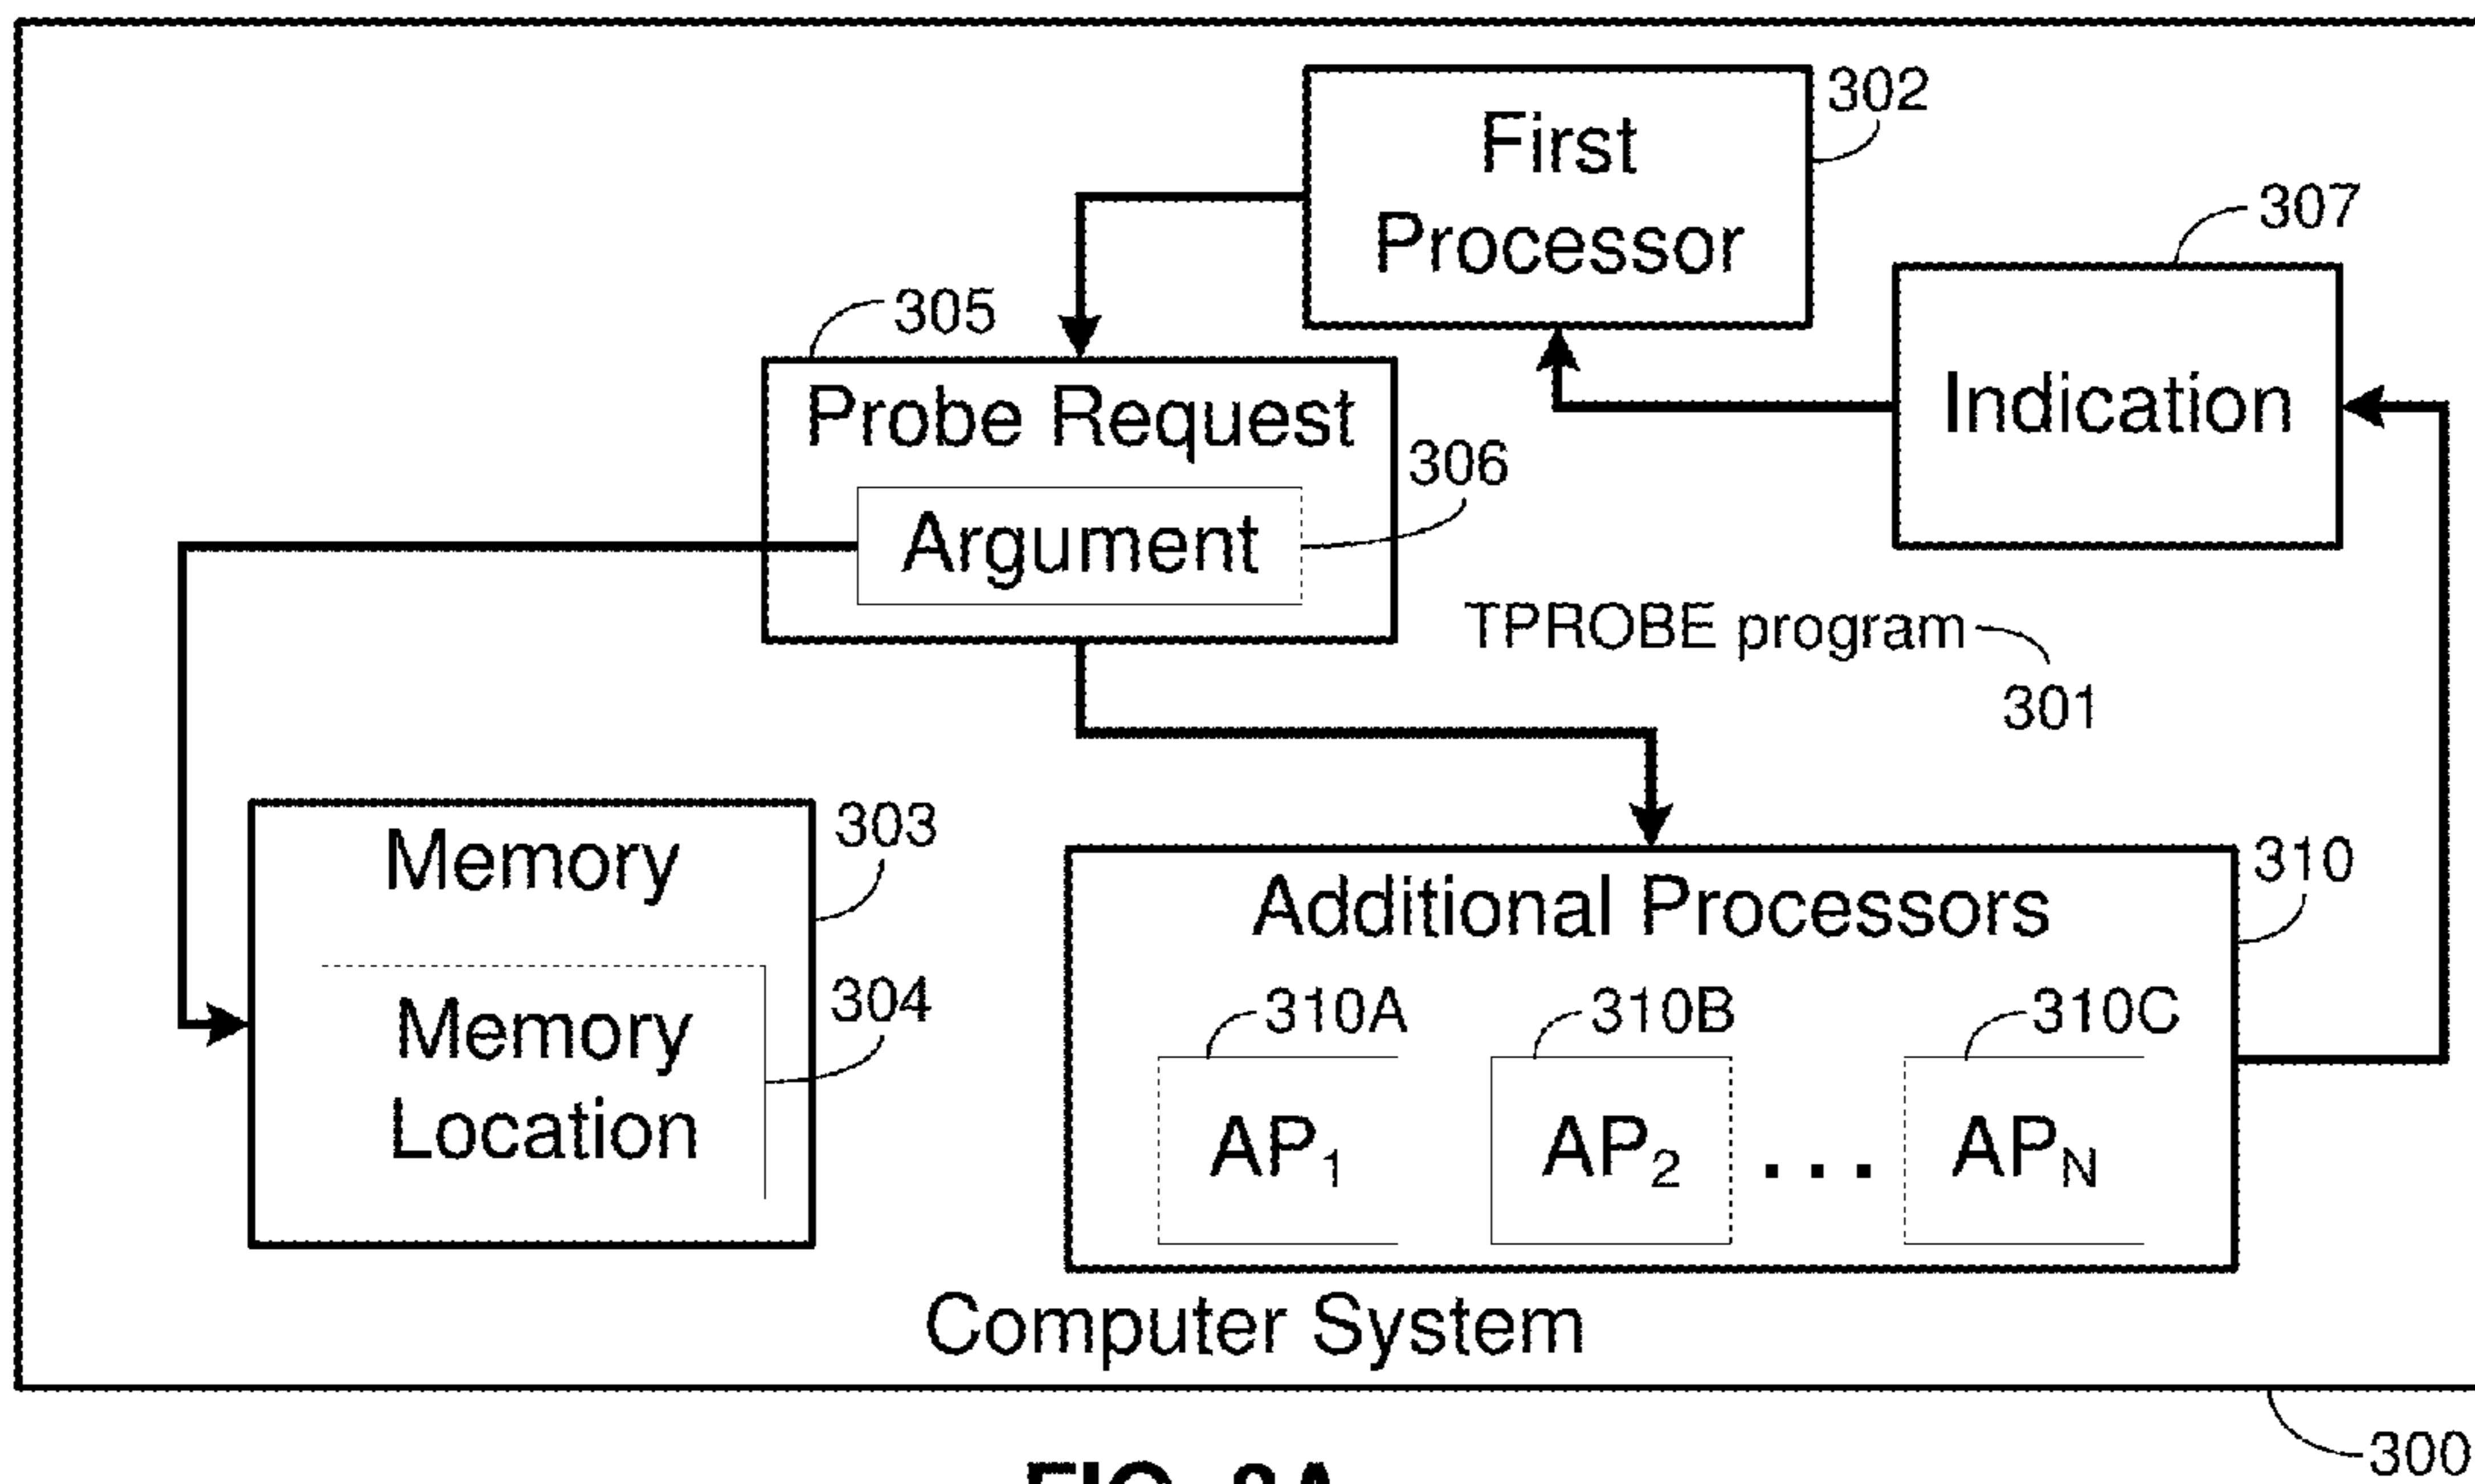 First
Processor
302
307
305
Probe Request
Indication
306
Argument
TPROBE program
301
Memory
303
310
Additional Processors
304
Memory
Location
310A
310B
310C
AP1
AP2
...
APN
Computer System
300
FIG.